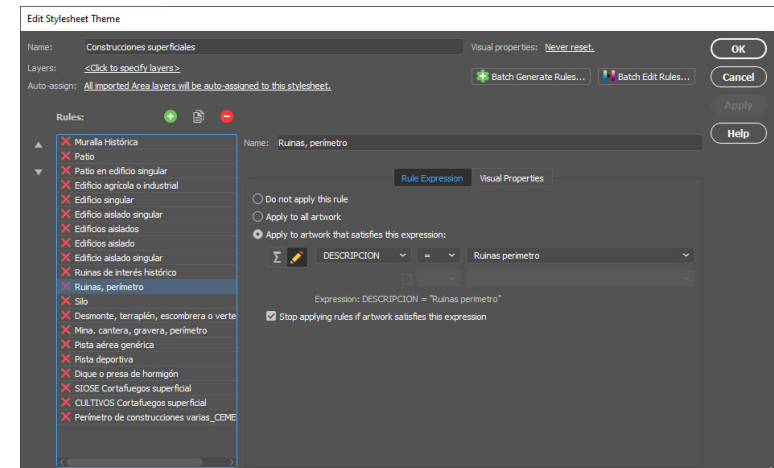 Edit Stylesheet Theme
Name: Construcciones superficiales
Visual properties: Never reset.
OK
Layers: <Click to specify layers>
Batch Generate Rules...
Batch Edit Rules...
Cancel
Auto-assign: All imported Area layers will be auto-assigned to this stylesheet.
Apply
Rules:
Help
Muralla Histórica
Patio
Patio en edificio singular
Edificio agrícola o industrial
Edificio singular
Edificio aislado singular
Edificios aislados
Edificios aislado
Edificio aislado singular
Ruinas de interés histórico
Ruinas, perímetro
Silo
Desmonte, terraplén, escombrera o verte
Mina. cantera, gravera, perímetro
Pista aérea genérica
Pista deportiva
Dique o presa de hormigón
SIOSE Cortafuegos superficial
CULTIVOS Cortafuegos superficial
Perímetro de construcciones varias_CEME
Name: Ruinas, perímetro
Rule Expression
Visual Properties
Do not apply this rule
Apply to all artwork
Apply to artwork that satisfies this expression:
Σ DESCRIPCION = Ruinas perimetro
Expression: DESCRIPCION = "Ruinas perimetro"
Stop applying rules if artwork satisfies this expression